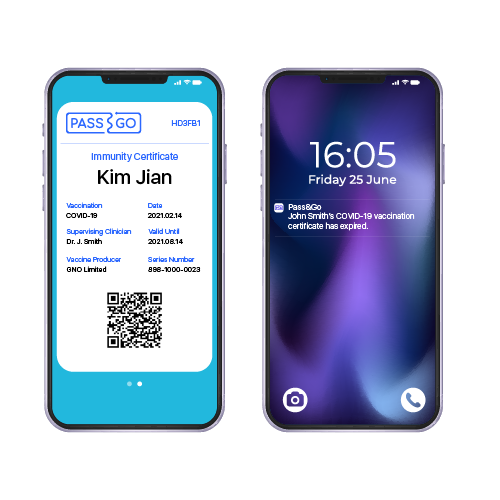 PASS GO
HD3FB1
Immunity Certificate
Kim Jian
Vaccination Date
COVID-19 2021.02.14
Supervising Clinician Valid Until
Dr. J. Smith 2021.08.14
Vaccine Producer Series Number
GNO Limited 898-1000-0023
16:05
Friday 25 June
Pass&Go
John Smith's COVID-19 vaccination
certificate has expired.